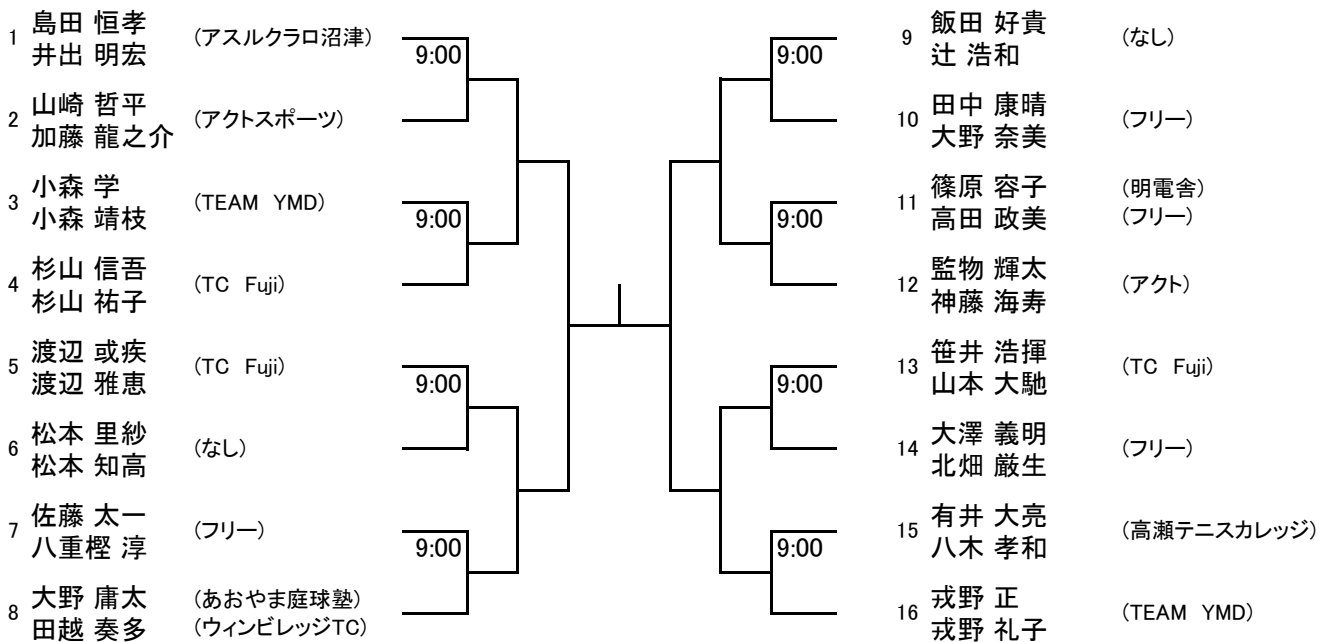 1 島田 恒孝 (アスルクラロ沼津)
井出 明宏
9:00
2 山崎 哲平 (アクトスポーツ)
加藤 龍之介
3 小森 学 (TEAM YMD)
小森 靖枝
9:00
4 杉山 信吾 (TC Fuji)
杉山 祐子
5 渡辺 或疾 (TC Fuji)
渡辺 雅恵
9:00
6 松本 里紗 (なし)
松本 知高
7 佐藤 太一 (フリー)
八重樫 淳
9:00
8 大野 庸太 (あおやま庭球塾)
田越 奏多 (ウィンビレッジTC)
9 飯田 好貴 (なし)
辻 浩和
9:00
10 田中 康晴 (フリー)
大野 奈美
11 篠原 容子 (明電舎)
高田 政美 (フリー)
9:00
12 監物 輝太 (アクト)
神藤 海寿
13 笹井 浩揮 (TC Fuji)
山本 大馳
9:00
14 大澤 義明 (フリー)
北畑 厳生
15 有井 大亮 (高瀬テニスカレッジ)
八木 孝和
9:00
16 戎野 正 (TEAM YMD)
戎野 礼子